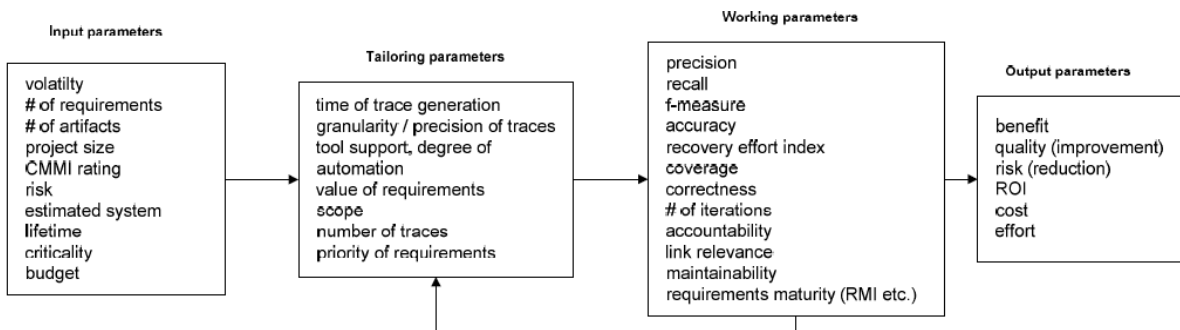 Input parameters
volatilty
# of requirements
# of artifacts
project size
CMMI rating
risk
estimated system
lifetime
criticality
budget
Tailoring parameters
time of trace generation
granularity / precision of traces
tool support, degree of
automation
value of requirements
scope
number of traces
priority of requirements
Working parameters
precision
recall
f-measure
accuracy
recovery effort index
coverage
correctness
# of iterations
accountability
link relevance
maintainability
requirements maturity (RMI etc.)
Output parameters
benefit
quality (improvement)
risk (reduction)
ROI
cost
effort